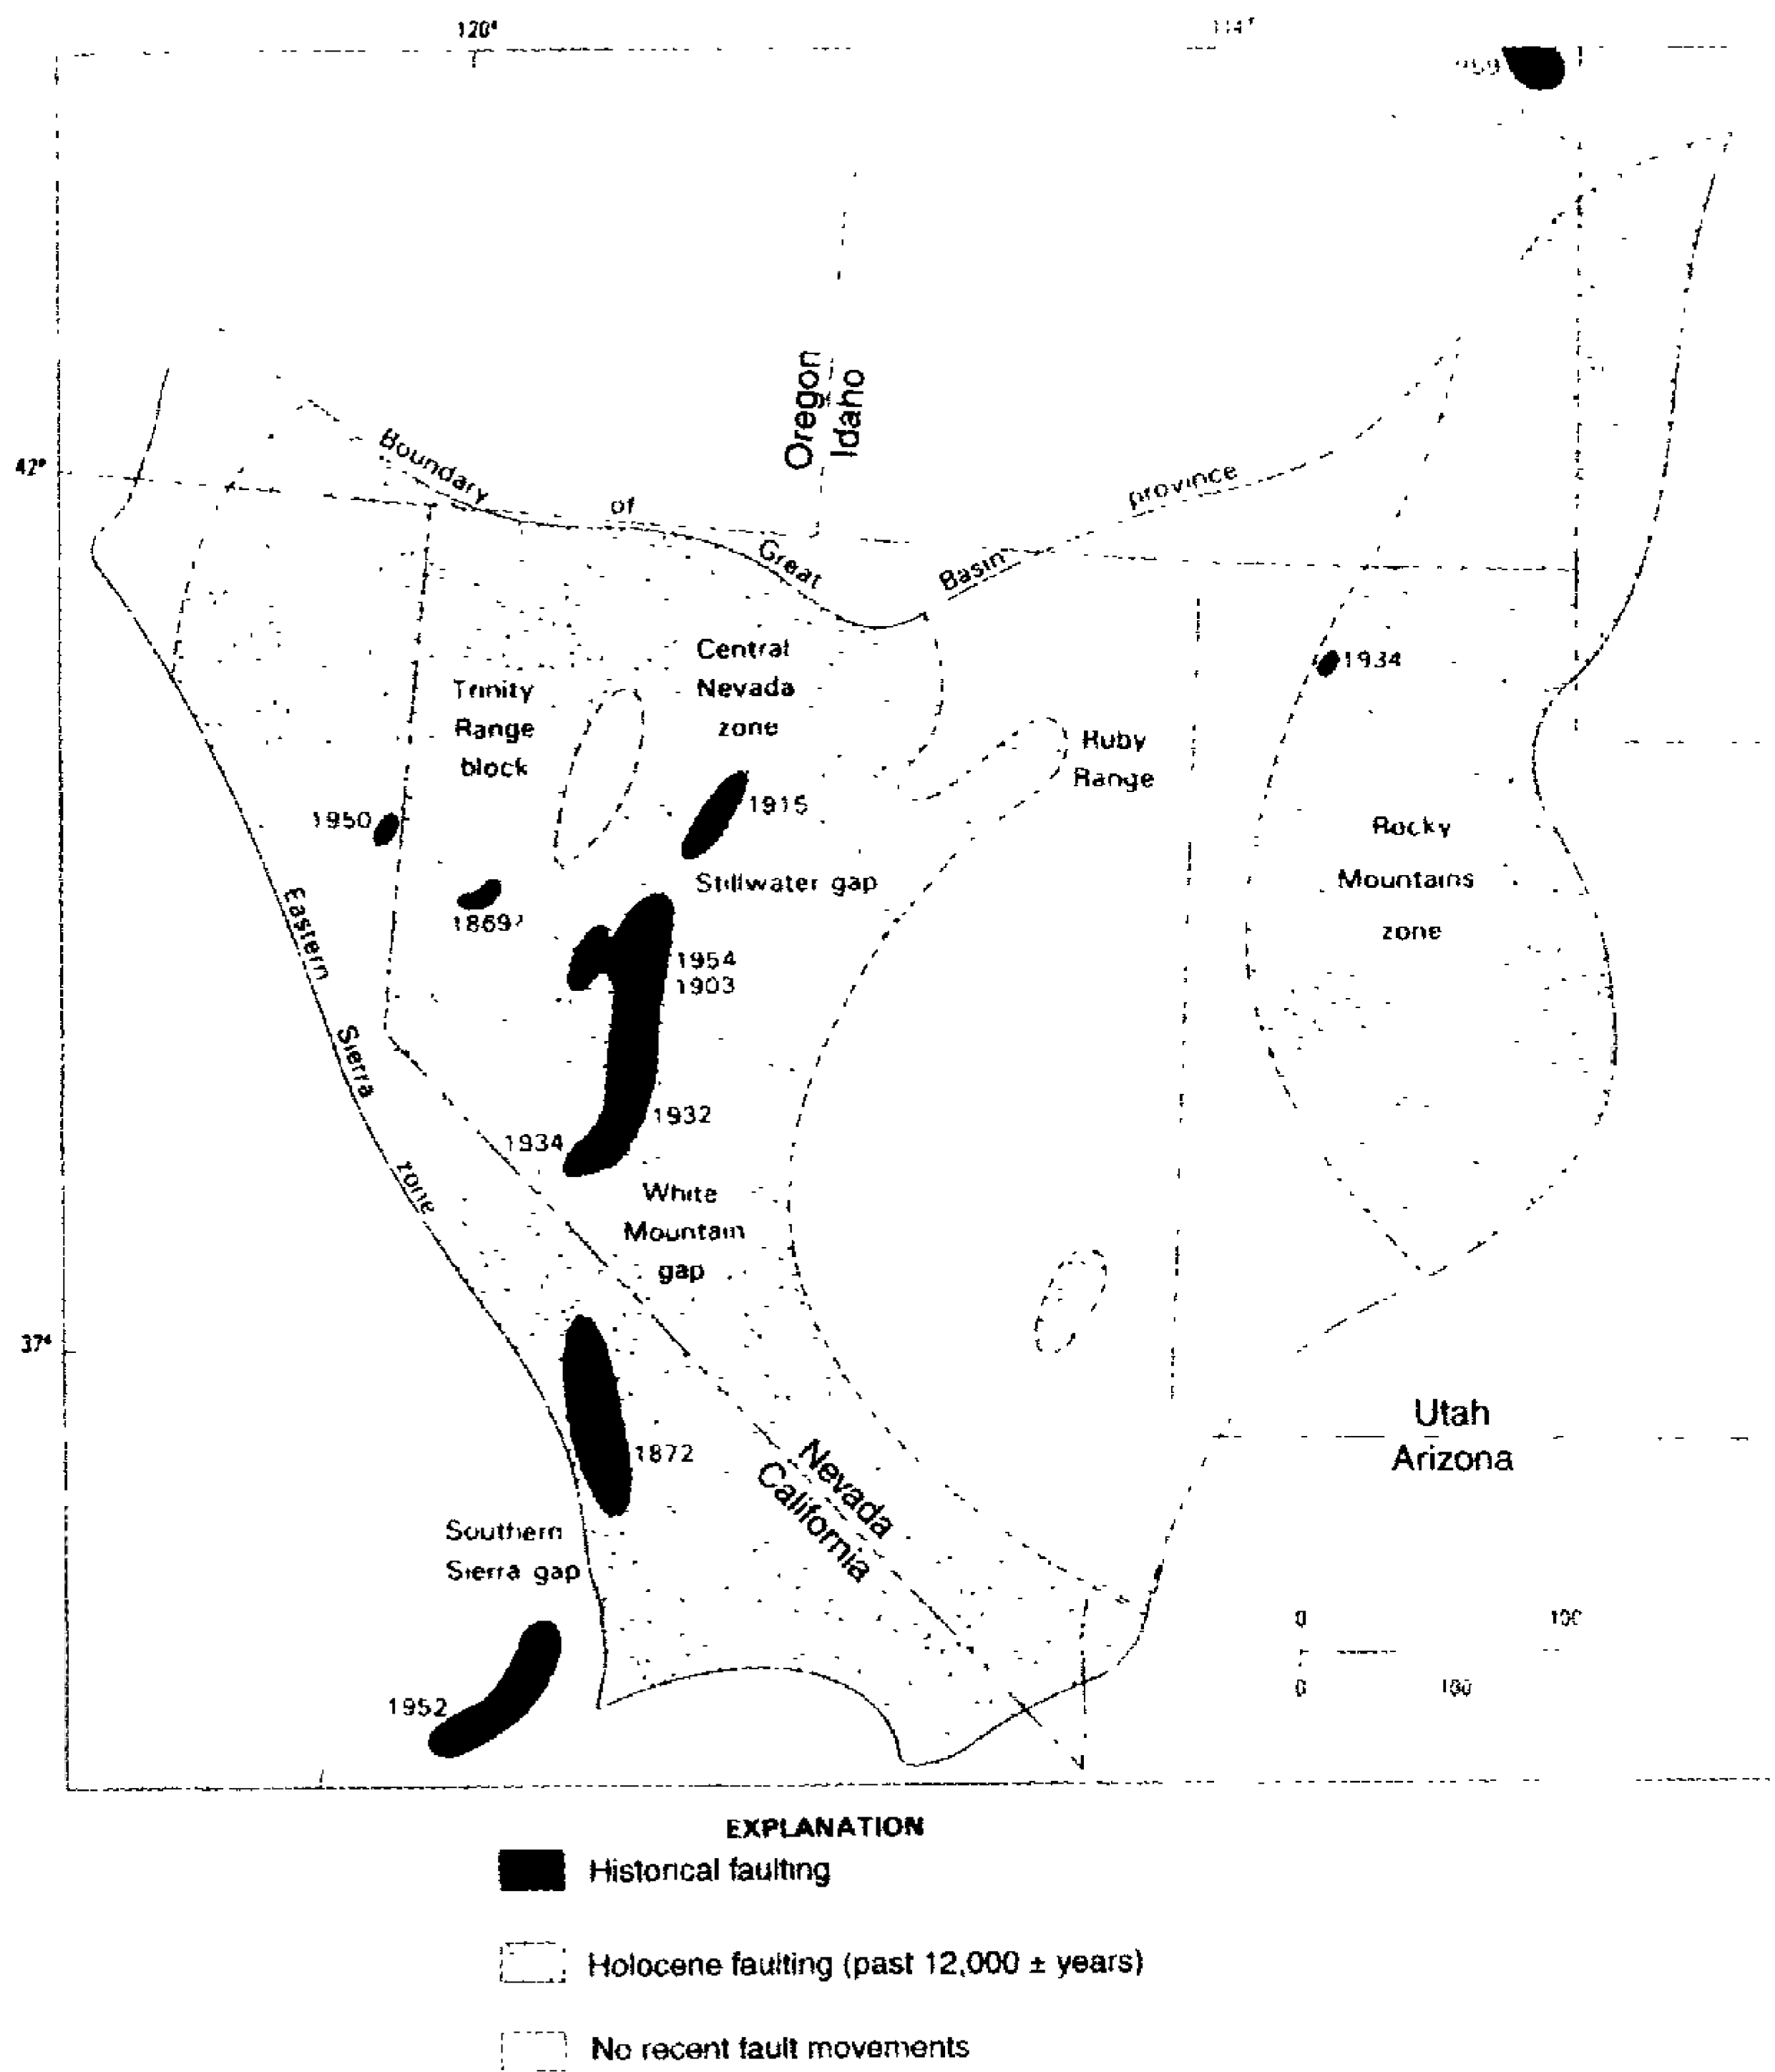 120°
42°
37°
Oregon
Idaho
Boundary
of
Great
Basin
province
Central
Nevada
zone
Trinity
Range
block
Ruby
Range
1934
Rocky
Mountains
zone
1950
1915
Stillwater gap
1869?
1954
1903
1932
1934
Eastern
Sierra
zone
White
Mountain
gap
1872
Nevada
California
Utah
Arizona
Southern
Sierra gap
1952
0 100
0
EXPLANATION
Historical faulting
Holocene faulting (past 12,000 ± years)
No recent fault movements